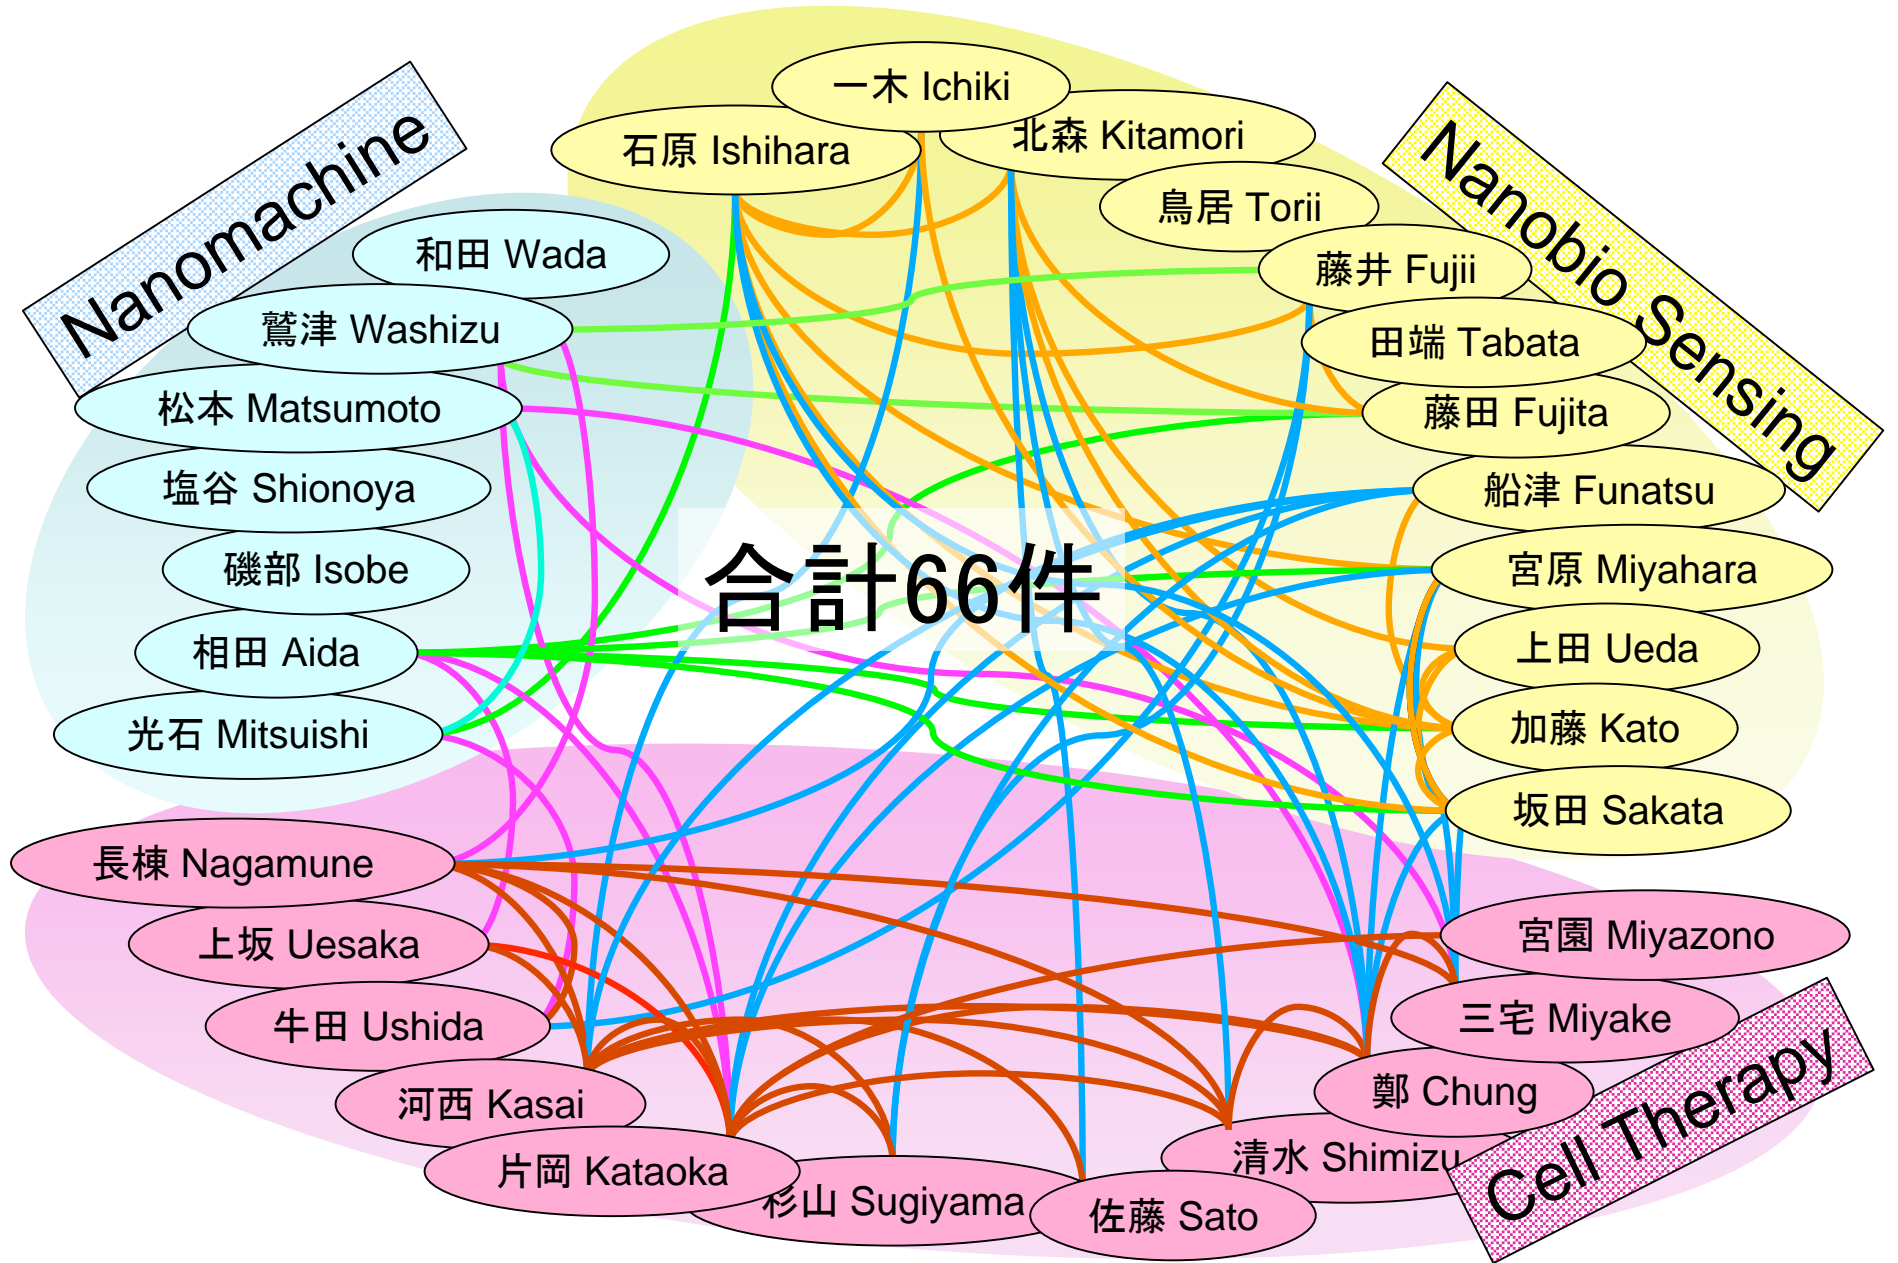 Nanomachine
Nanobio Sensing
Cell Therapy
一木 Ichiki
石原 Ishihara
北森 Kitamori
鳥居 Torii
藤井 Fujii
田端 Tabata
藤田 Fujita
船津 Funatsu
宮原 Miyahara
上田 Ueda
加藤 Kato
坂田 Sakata
和田 Wada
鷲津 Washizu
松本 Matsumoto
塩谷 Shionoya
磯部 Isobe
相田 Aida
光石 Mitsuishi
合計66件
長棟 Nagamune
上坂 Uesaka
牛田 Ushida
河西 Kasai
片岡 Kataoka
杉山 Sugiyama
佐藤 Sato
清水 Shimizu
鄭 Chung
三宅 Miyake
宮園 Miyazono